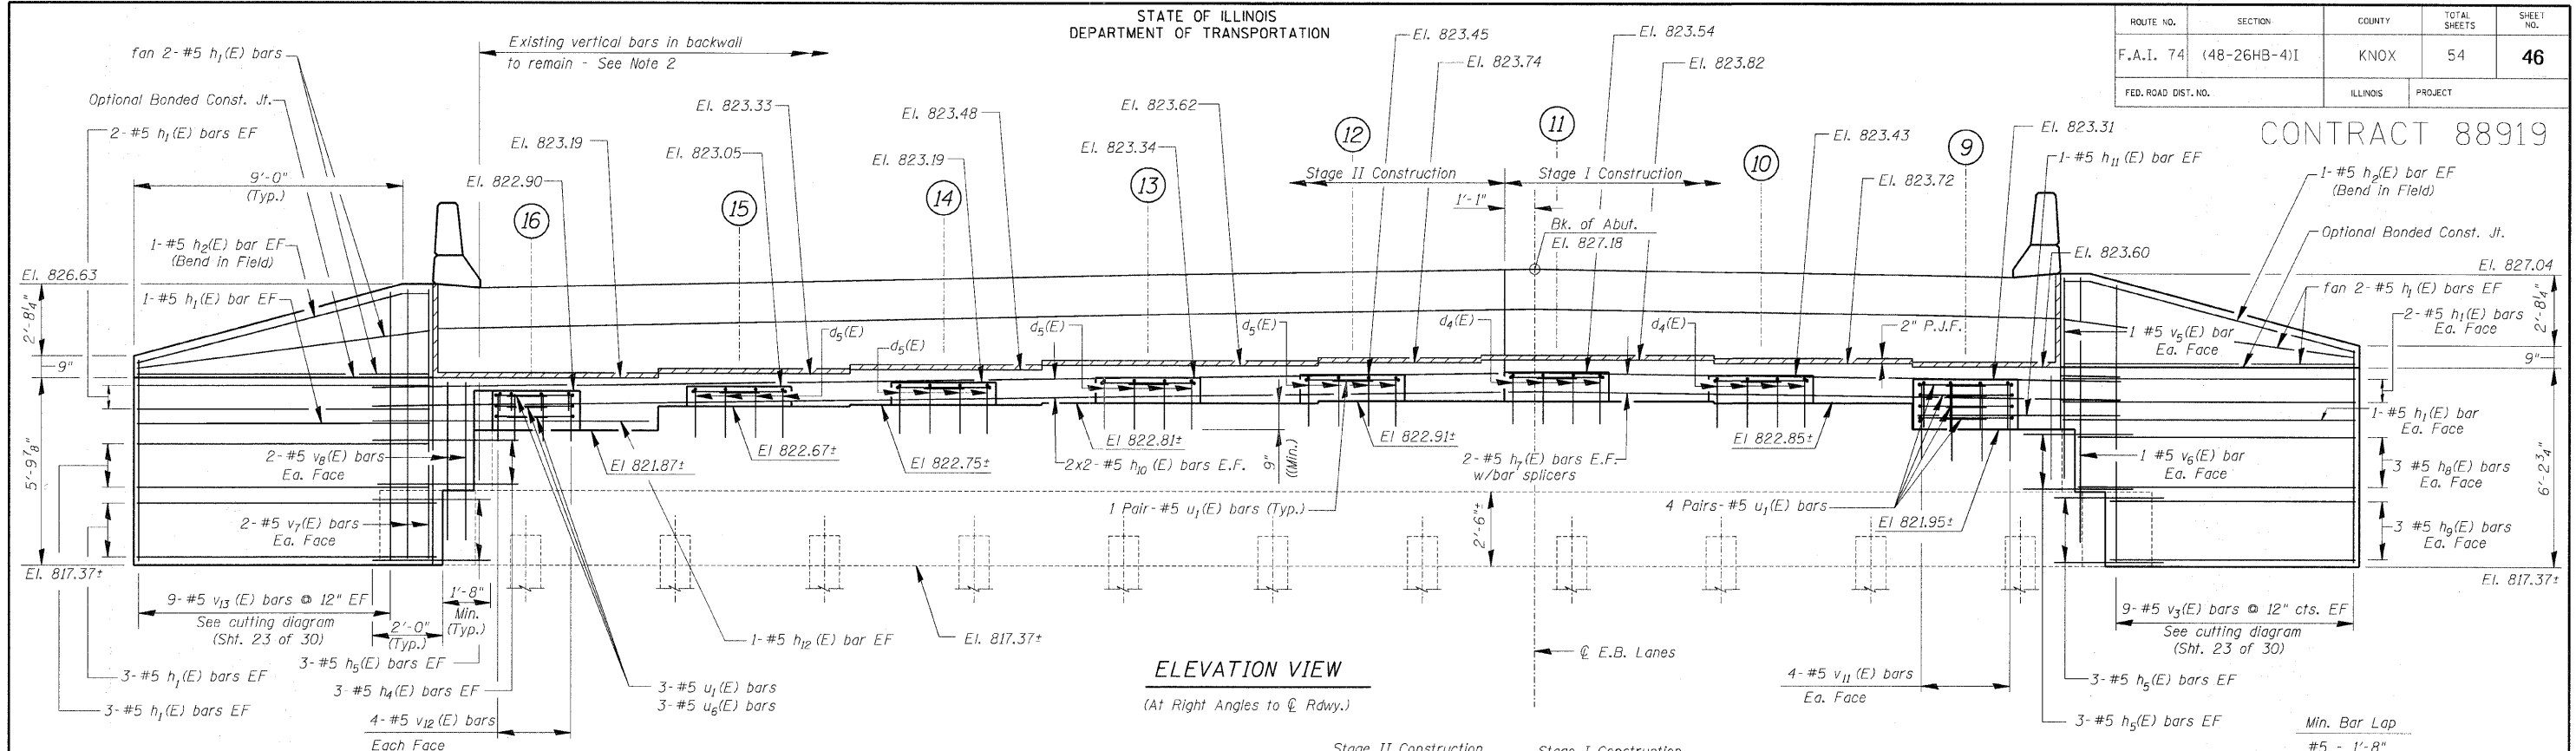 STATE OF ILLINOIS
DEPARTMENT OF TRANSPORTATION
ROUTE NO.
SECTION
COUNTY
TOTAL SHEETS
SHEET NO.
F.A.I. 74
(48-26HB-4)I
KNOX
54
46
FED. ROAD DIST. NO.
ILLINOIS
PROJECT
CONTRACT 88919
fan 2- #5 h1(E) bars
Existing vertical bars in backwall
to remain - See Note 2
Optional Bonded Const. Jt.
2- #5 h1(E) bars EF
9'-0"
(Typ.)
1- #5 h2(E) bar EF
(Bend in Field)
El. 826.63
1- #5 h1(E) bar EF
2'-8 1/4"
9"
5'-9 7/8"
El. 817.37±
El. 822.90
El. 823.19
El. 823.05
El. 823.33
El. 823.19
El. 823.48
El. 823.34
El. 823.62
El. 823.45
El. 823.74
El. 823.54
El. 823.82
El. 823.43
El. 823.72
El. 823.31
El. 823.60
16
15
14
13
12
11
10
9
Stage II Construction
Stage I Construction
1'-1"
Bk. of Abut.
El. 827.18
1- #5 h11(E) bar EF
1- #5 h2(E) bar EF
(Bend in Field)
Optional Bonded Const. Jt.
El. 827.04
fan 2- #5 h1(E) bars
2- #5 h1(E) bars
Ea. Face
2'-8 1/4"
9"
1 #5 v5(E) bar
Ea. Face
2" P.J.F.
d5(E)
d5(E)
d5(E)
d5(E)
d4(E)
d4(E)
1- #5 h1(E) bar
Ea. Face
1 #5 v6(E) bar
Ea. Face
3 #5 h8(E) bars
Ea. Face
6'-2 3/4"
3 #5 h9(E) bars
Ea. Face
El. 817.37±
2- #5 v8(E) bars
Ea. Face
El 821.87±
El 822.67±
El 822.75±
El 822.81±
2x2- #5 h10 (E) bars E.F.
9"
(Min.)
El 822.91±
2- #5 h7(E) bars E.F.
w/bar splicers
El 822.85±
El 821.95±
1 Pair- #5 u1(E) bars (Typ.)
4 Pairs- #5 u1(E) bars
2'-6"±
2- #5 v7(E) bars
Ea. Face
9- #5 v13 (E) bars @ 12" EF
See cutting diagram
(Sht. 23 of 30)
1'-8"
Min.
(Typ.)
2'-0"
(Typ.)
3- #5 h5(E) bars EF
3- #5 h1(E) bars EF
3- #5 h4(E) bars EF
3- #5 h1(E) bars EF
4- #5 v12 (E) bars
Each Face
1- #5 h12 (E) bar EF
El. 817.37±
3- #5 u1(E) bars
3- #5 u6(E) bars
ELEVATION VIEW
(At Right Angles to ℄ Rdwy.)
℄ E.B. Lanes
4- #5 v11 (E) bars
Ea. Face
9- #5 v3(E) bars @ 12" cts. EF
See cutting diagram
(Sht. 23 of 30)
3- #5 h5(E) bars EF
3- #5 h5(E) bars EF
Min. Bar Lap
#5 - 1'-8"
Stage II Construction
Stage I Construction